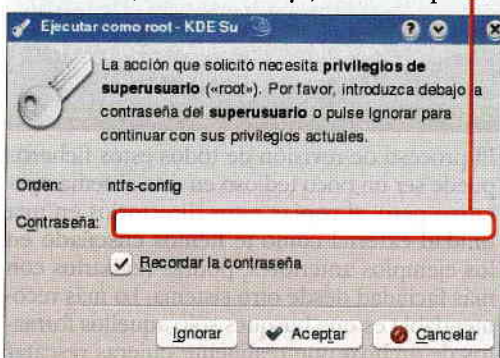 Ejecutar como root - KDE Su
La acción que solicitó necesita privilegios de
superusuario («root»). Por favor, introduzca debajo la
contraseña del superusuario o pulse Ignorar para
continuar con sus privilegios actuales.
Orden: ntfs-config
Contraseña:
Recordar la contraseña
Ignorar Aceptar Cancelar